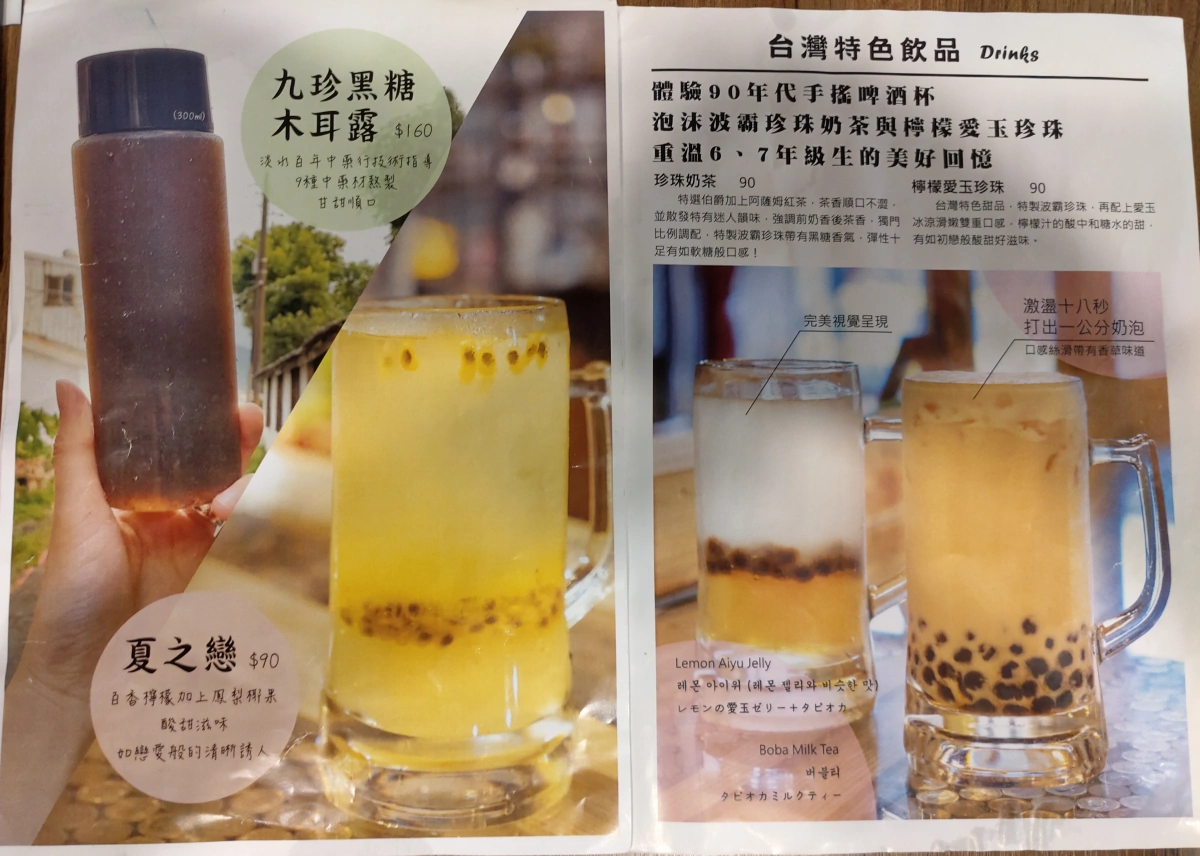 (300ml)
九珍黑糖
木耳露 $160
淡水百年中藥行技術指導
9種中藥材熬製
甘甜順口
夏之戀 $90
百香檸檬加上鳳梨椰果
酸甜滋味
如戀愛般的清晰誘人
台灣特色飲品 Drinks
體驗90年代手搖啤酒杯
泡沫波霸珍珠奶茶與檸檬愛玉珍珠
重溫6、7年級生的美好回憶
珍珠奶茶 90
特選伯爵加上阿薩姆紅茶，茶香順口不澀，
並散發特有迷人韻味，強調前奶香後茶香，獨門
比例調配，特製波霸珍珠帶有黑糖香氣，彈性十
足有如軟糖般口感！
檸檬愛玉珍珠 90
台灣特色甜品，特製波霸珍珠，再配上愛玉
冰涼滑嫩雙重口感，檸檬汁的酸中和糖水的甜，
有如初戀般酸甜好滋味。
完美視覺呈現
激盪十八秒
打出一公分奶泡
口感絲滑帶有香草味道
Lemon Aiyu Jelly
레몬 아이위 (레몬 젤리와 비슷한 맛)
レモンの愛玉ゼリー＋タピオカ
Boba Milk Tea
버블티
タピオカミルクティー